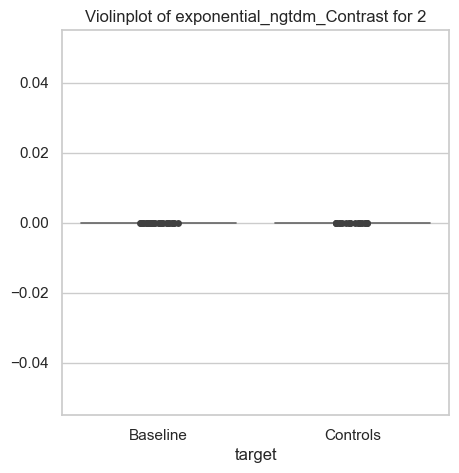 Violinplot of exponential_ngtdm_Contrast for 2
0.04
0.02
0.00
−0.02
−0.04
Baseline Controls
target